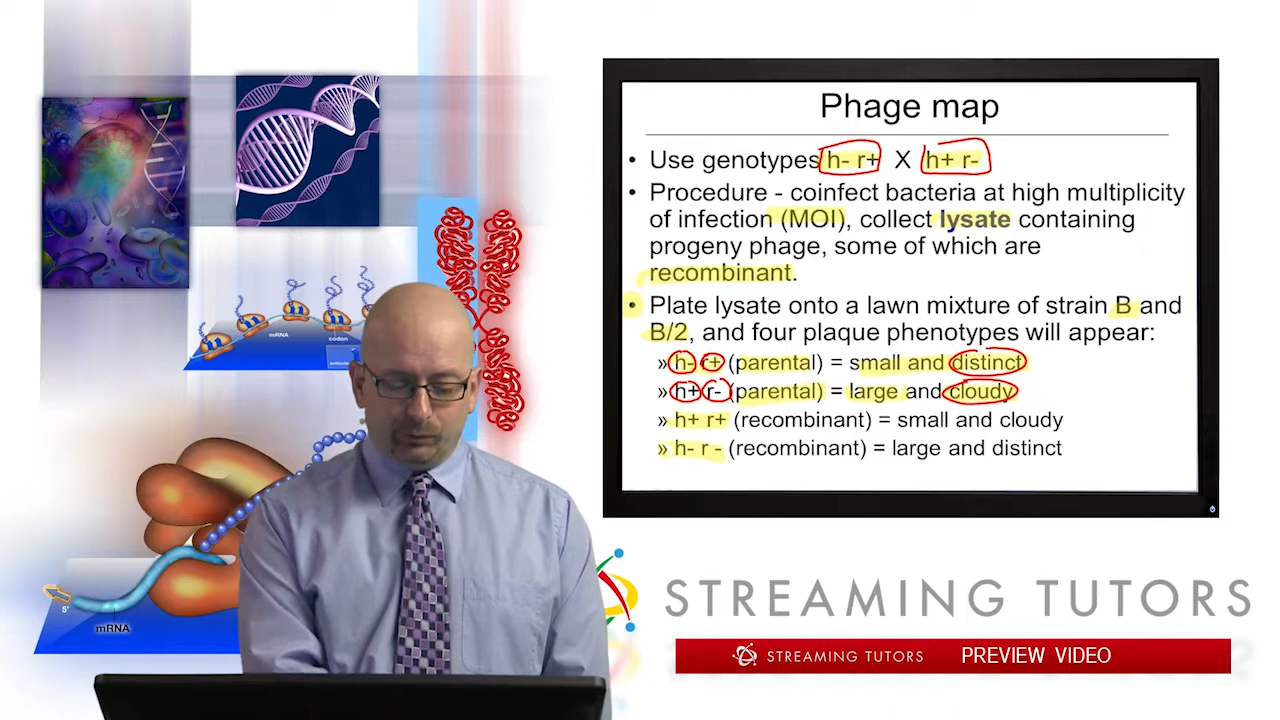 Phage map
• Use genotypes h- r+ X h+ r-
• Procedure - coinfect bacteria at high multiplicity
of infection (MOI), collect lysate containing
progeny phage, some of which are
recombinant.
• Plate lysate onto a lawn mixture of strain B and
B/2, and four plaque phenotypes will appear:
» h- r+ (parental) = small and distinct
» h+ r- (parental) = large and cloudy
» h+ r+ (recombinant) = small and cloudy
» h- r - (recombinant) = large and distinct
mRNA
codon
5'
mRNA
STREAMING TUTORS
STREAMING TUTORS PREVIEW VIDEO